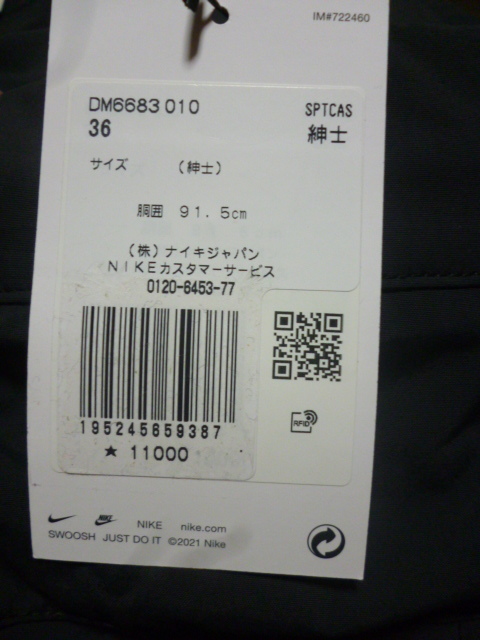 IM#722460
DM6683 010
SPTCAS
36
紳士
サイズ (紳士)
胴囲 91.5cm
(株)ナイキジャパン
NIKEカスタマーサービス
0120-6453-77
RFID
195245659387
★ 11000
NIKE nike.com
SWOOSH JUST DO IT ©2021 Nike